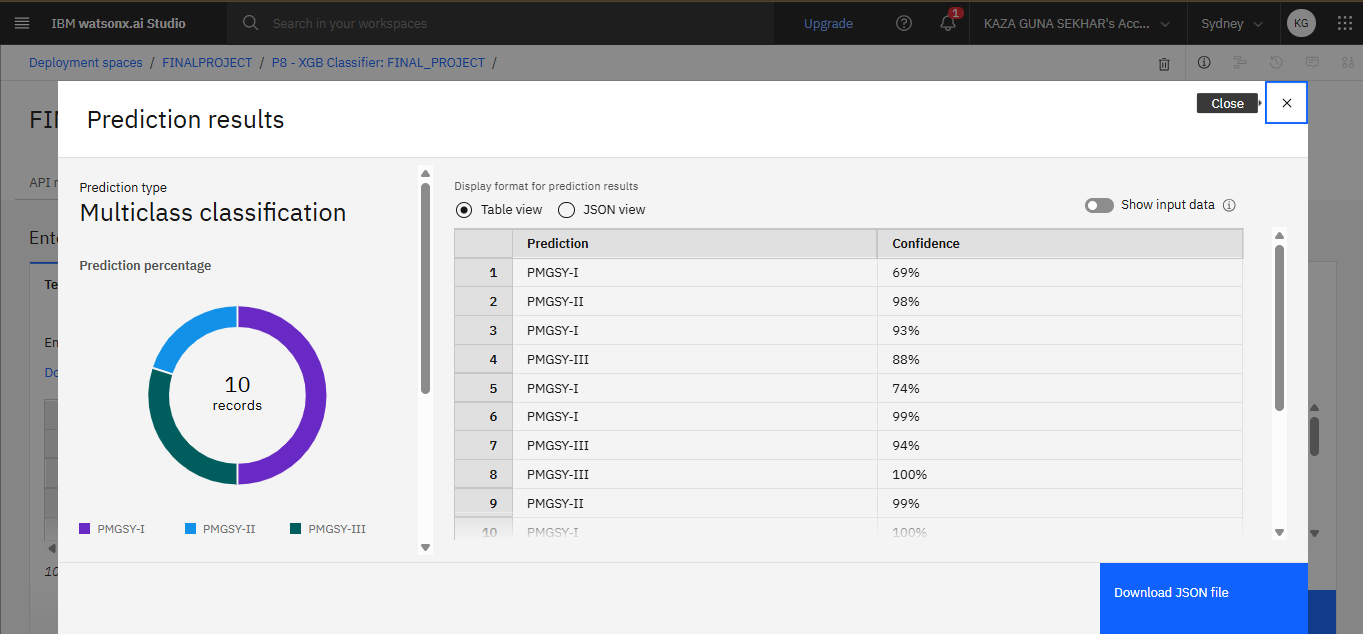 IBM watsonx.ai Studio
Search in your workspaces
Upgrade
1
KAZA GUNA SEKHAR's Acc...
Sydney
KG
Deployment spaces / FINALPROJECT / P8 - XGB Classifier: FINAL_PROJECT /
Prediction results
Close
Prediction type
Multiclass classification
Prediction percentage
10
records
PMGSY-I PMGSY-II PMGSY-III
Display format for prediction results
Table view JSON view
Show input data
Prediction Confidence
1 PMGSY-I 69%
2 PMGSY-II 98%
3 PMGSY-I 93%
4 PMGSY-III 88%
5 PMGSY-I 74%
6 PMGSY-I 99%
7 PMGSY-III 94%
8 PMGSY-III 100%
9 PMGSY-II 99%
10 PMGSY-I 100%
Download JSON file